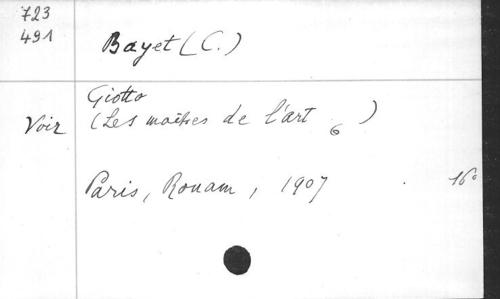 723
491
Bayet (C.)
Giotto
Voir (Les maîtres de l'art 6)
Paris, Rouam, 1907. 16°